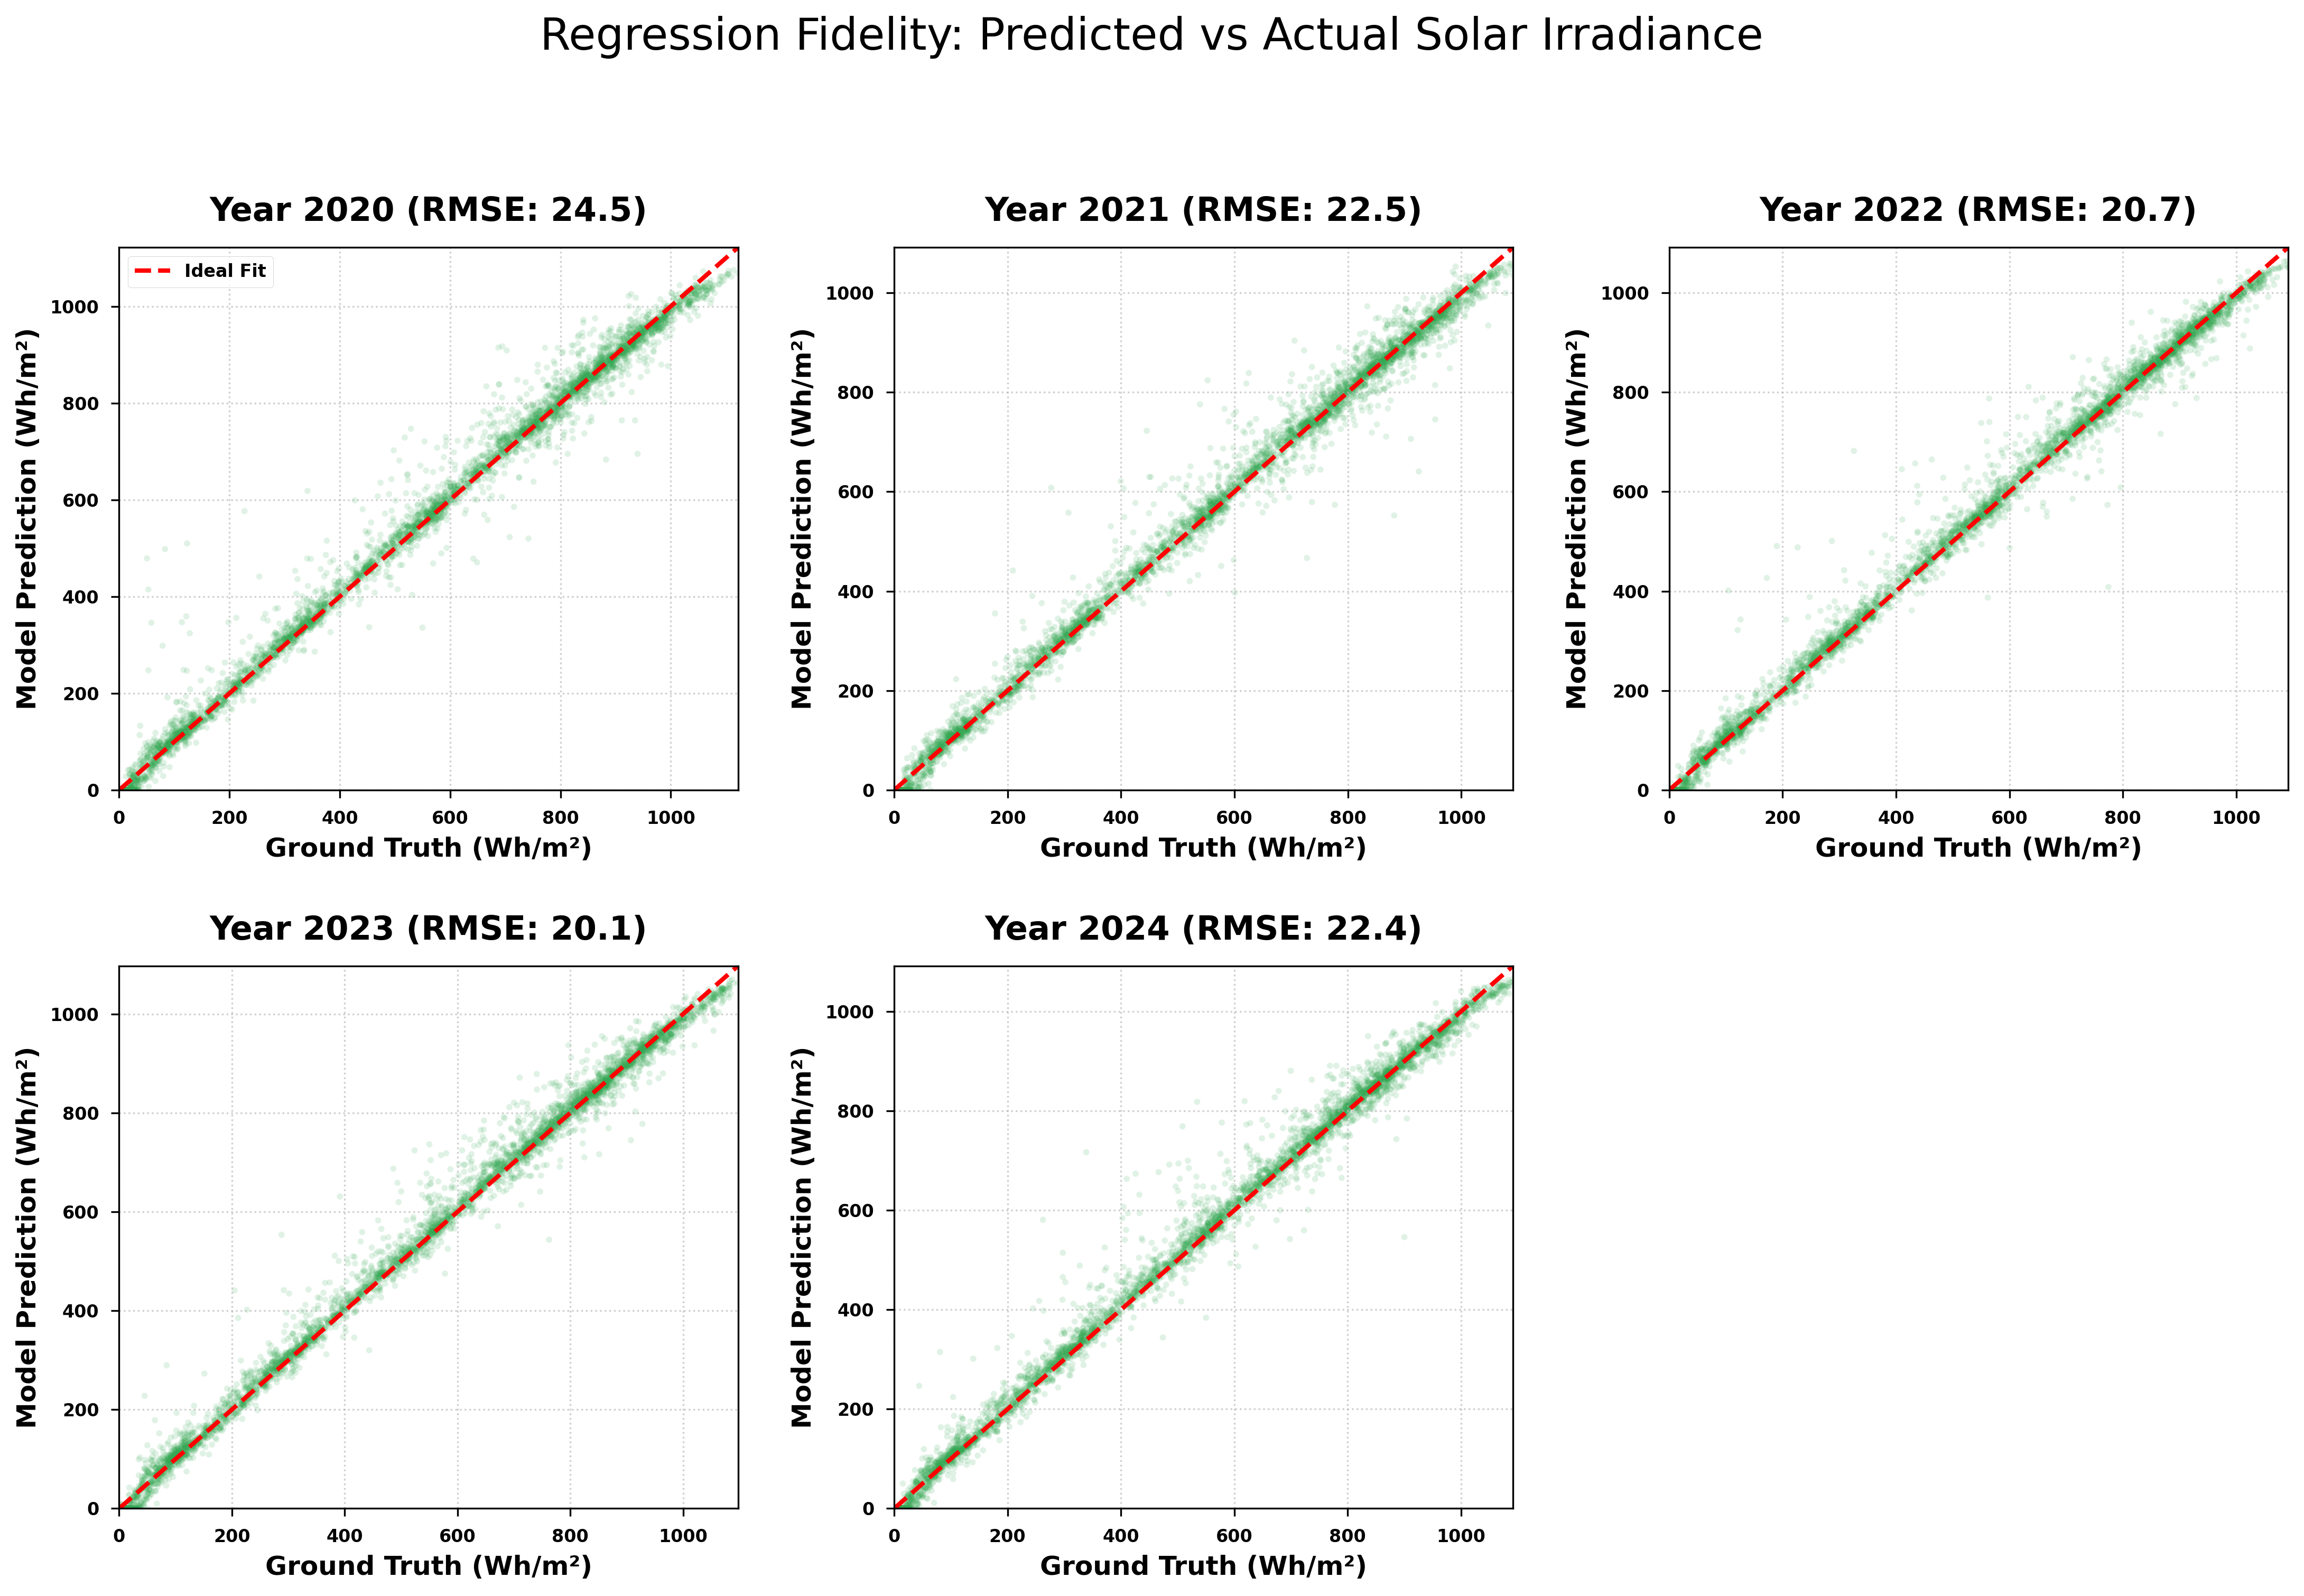 Regression Fidelity: Predicted vs Actual Solar Irradiance
Year 2020 (RMSE: 24.5)
Ideal Fit
Model Prediction (Wh/m²)
1000
800
600
400
200
0
0 200 400 600 800 1000
Ground Truth (Wh/m²)
Year 2021 (RMSE: 22.5)
Model Prediction (Wh/m²)
1000
800
600
400
200
0
0 200 400 600 800 1000
Ground Truth (Wh/m²)
Year 2022 (RMSE: 20.7)
Model Prediction (Wh/m²)
1000
800
600
400
200
0
0 200 400 600 800 1000
Ground Truth (Wh/m²)
Year 2023 (RMSE: 20.1)
Model Prediction (Wh/m²)
1000
800
600
400
200
0
0 200 400 600 800 1000
Ground Truth (Wh/m²)
Year 2024 (RMSE: 22.4)
Model Prediction (Wh/m²)
1000
800
600
400
200
0
0 200 400 600 800 1000
Ground Truth (Wh/m²)